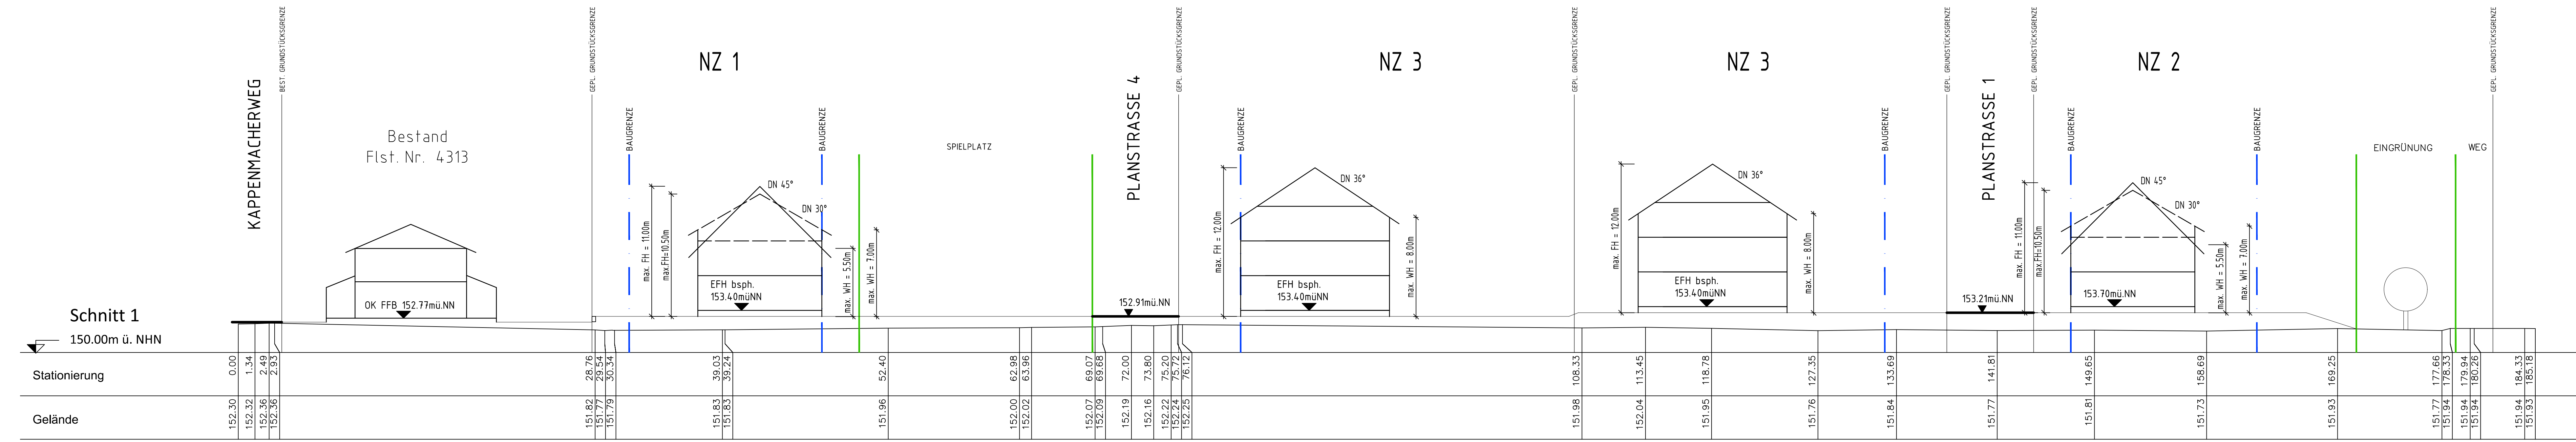 BEST. GRUNDSTÜCKSGRENZE
GEPL. GRUNDSTÜCKSGRENZE
GEPL. GRUNDSTÜCKSGRENZE
GEPL. GRUNDSTÜCKSGRENZE
GEPL. GRUNDSTÜCKSGRENZE
GEPL. GRUNDSTÜCKSGRENZE
GEPL. GRUNDSTÜCKSGRENZE
NZ 1
NZ 3
NZ 3
NZ 2
KAPPENMACHERWEG
Bestand
Flst. Nr. 4313
BAUGRENZE
BAUGRENZE
SPIELPLATZ
PLANSTRASSE 4
BAUGRENZE
BAUGRENZE
PLANSTRASSE 1
BAUGRENZE
BAUGRENZE
EINGRÜNUNG
WEG
OK FFB 152.77mü.NN
max. FH = 11.00m
max.FH=10.50m
DN 45°
DN 30°
EFH bsph.
153.40müNN
max. WH = 5.50m
max. WH = 7.00m
152.91mü.NN
max. FH = 12.00m
DN 36°
EFH bsph.
153.40müNN
max. WH = 8.00m
max. FH = 12.00m
DN 36°
EFH bsph.
153.40müNN
max. WH = 8.00m
153.21mü.NN
max. FH = 11.00m
max.FH=10.50m
DN 45°
DN 30°
153.70mü.NN
max. WH = 5.50m
max. WH = 7.00m
Schnitt 1
150.00m ü. NHN
Stationierung
0.00
1.34
2.49
2.93
28.76
29.54
30.34
39.03
39.24
52.40
62.98
63.96
69.07
69.68
72.00
73.80
75.20
75.72
76.12
108.33
113.45
118.78
127.35
133.69
141.81
149.65
158.69
169.25
177.66
178.33
179.94
180.26
184.33
185.18
Gelände
152.30
152.32
152.36
152.36
151.82
151.77
151.79
151.83
151.83
151.96
152.00
152.02
152.07
152.09
152.19
152.16
152.22
152.24
152.25
151.98
152.04
151.95
151.76
151.84
151.77
151.81
151.73
151.93
151.77
151.94
151.94
151.94
151.94
151.93